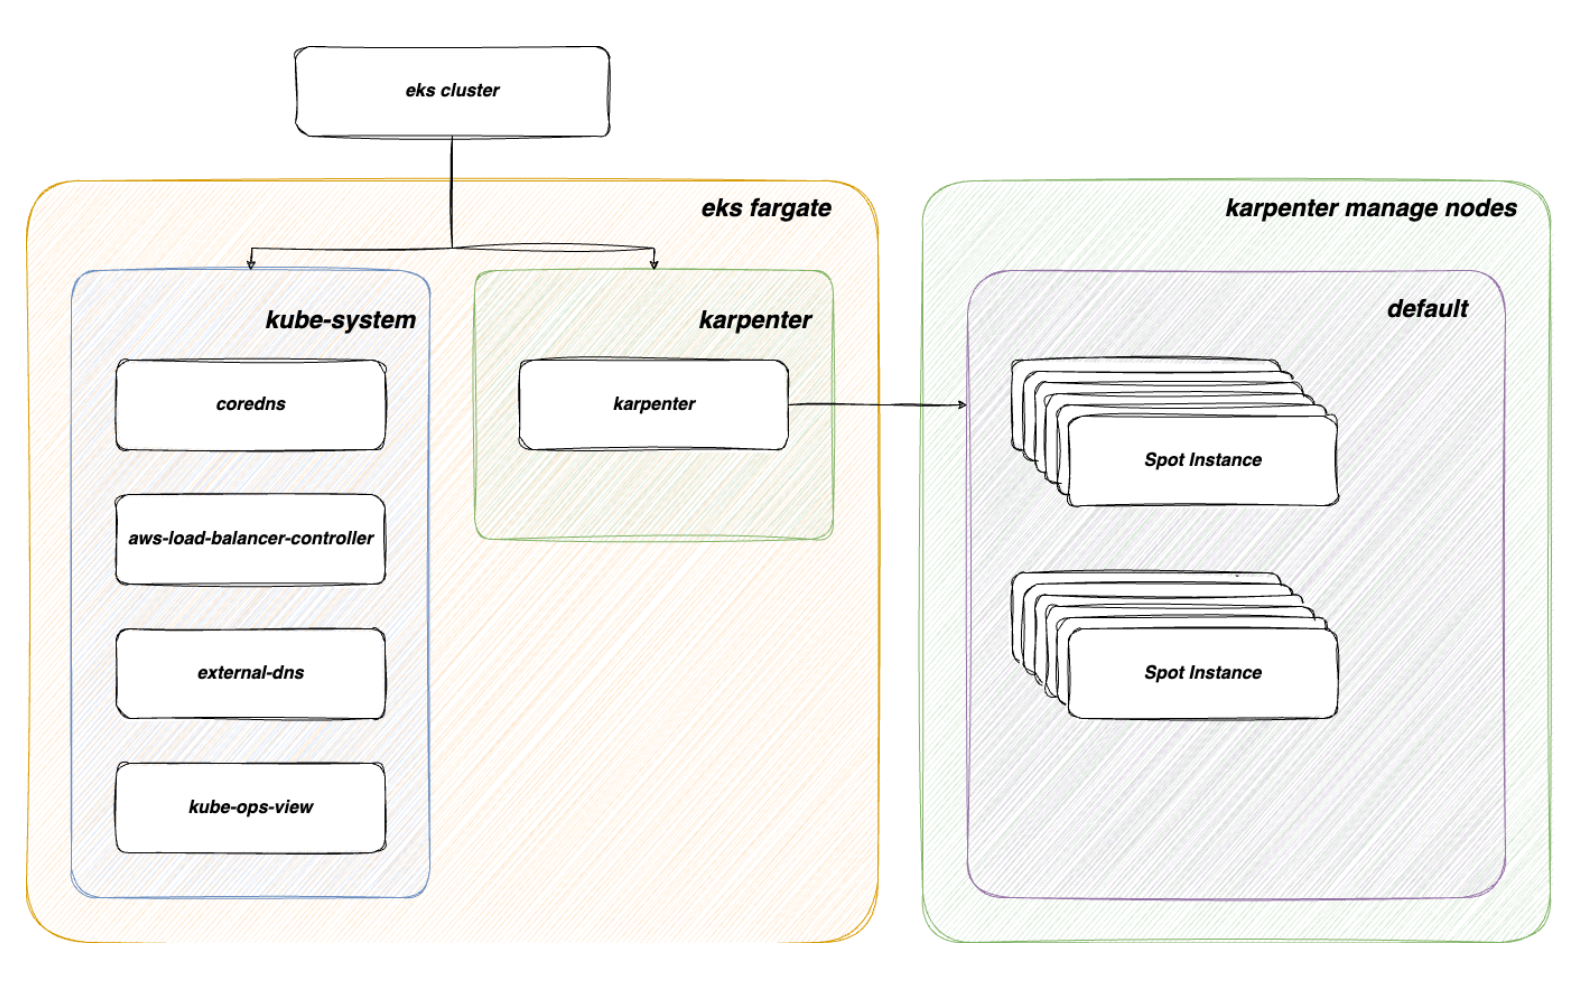 eks cluster
eks fargate
karpenter manage nodes
kube-system
karpenter
default
coredns
karpenter
Spot Instance
aws-load-balancer-controller
external-dns
Spot Instance
kube-ops-view